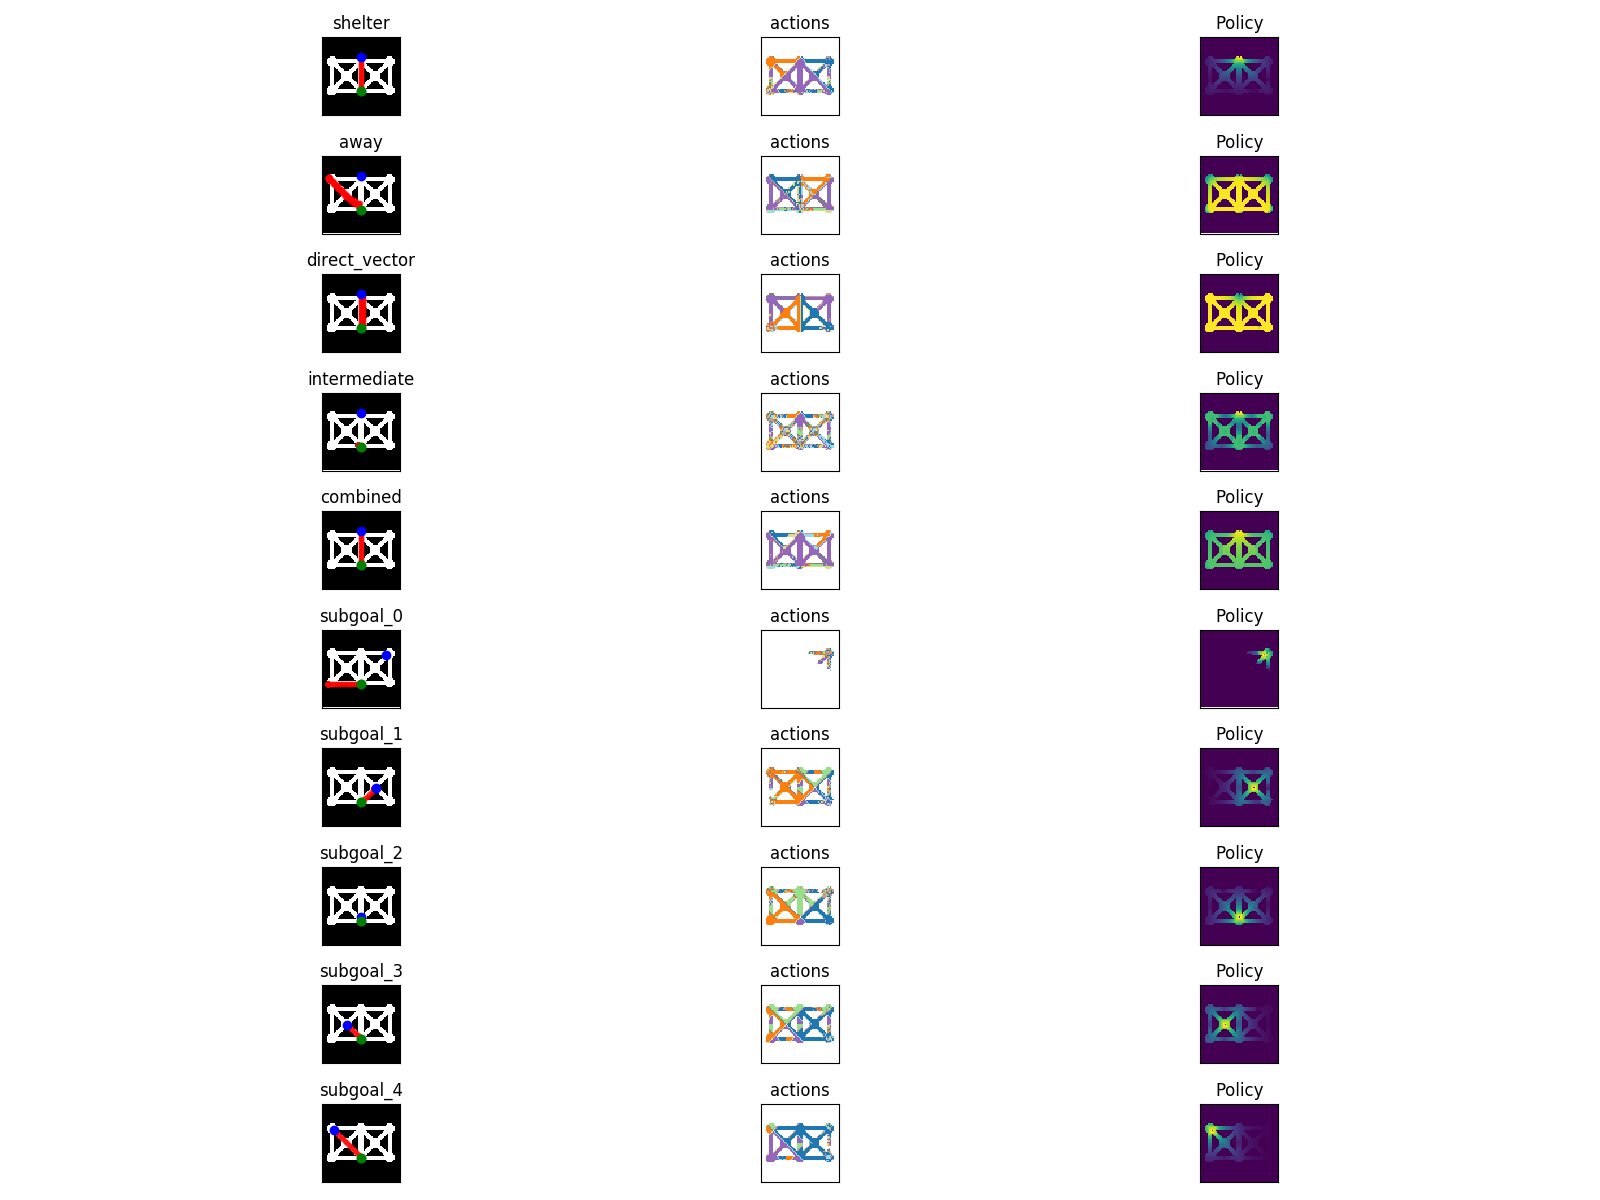 shelter actions Policy
away actions Policy
direct_vector actions Policy
intermediate actions Policy
combined actions Policy
subgoal_0 actions Policy
subgoal_1 actions Policy
subgoal_2 actions Policy
subgoal_3 actions Policy
subgoal_4 actions Policy